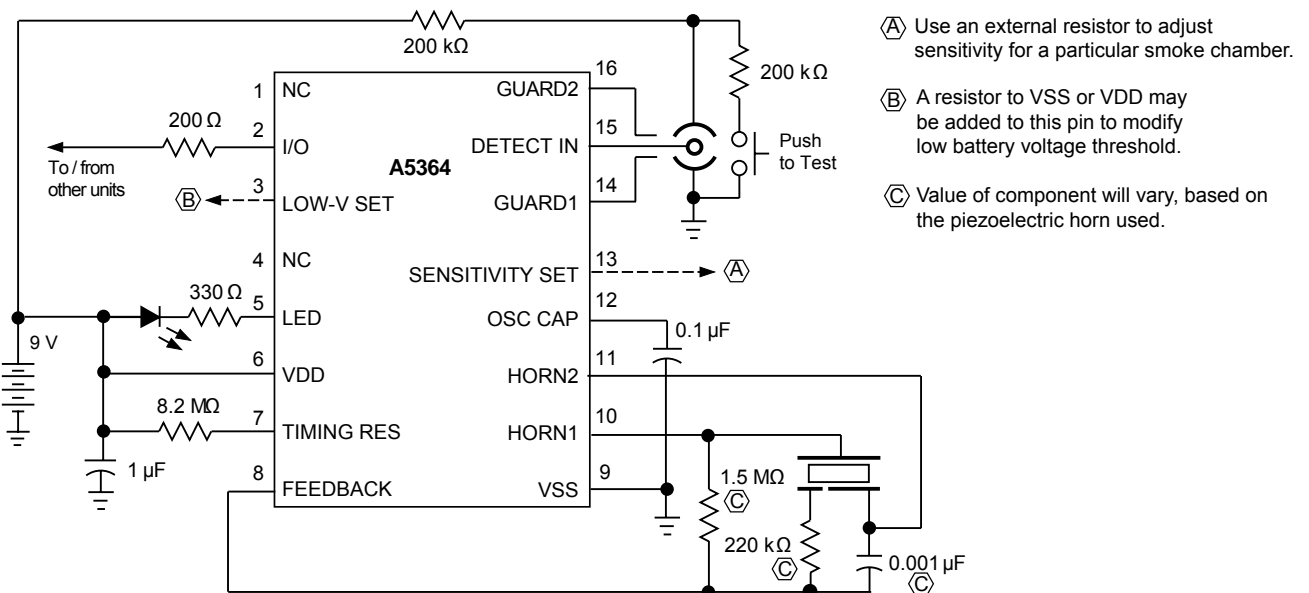 200 kΩ
200 kΩ
Push
to Test
A5364
1 NC
2 I/O
3 LOW-V SET
4 NC
5 LED
6 VDD
7 TIMING RES
8 FEEDBACK
16 GUARD2
15 DETECT IN
14 GUARD1
13 SENSITIVITY SET
12 OSC CAP
11 HORN2
10 HORN1
9 VSS
200 Ω
To / from
other units
B
330 Ω
9 V
8.2 MΩ
1 µF
A
0.1 µF
1.5 MΩ
C
220 kΩ
C
0.001 µF
C
A Use an external resistor to adjust
sensitivity for a particular smoke chamber.
B A resistor to VSS or VDD may
be added to this pin to modify
low battery voltage threshold.
C Value of component will vary, based on
the piezoelectric horn used.